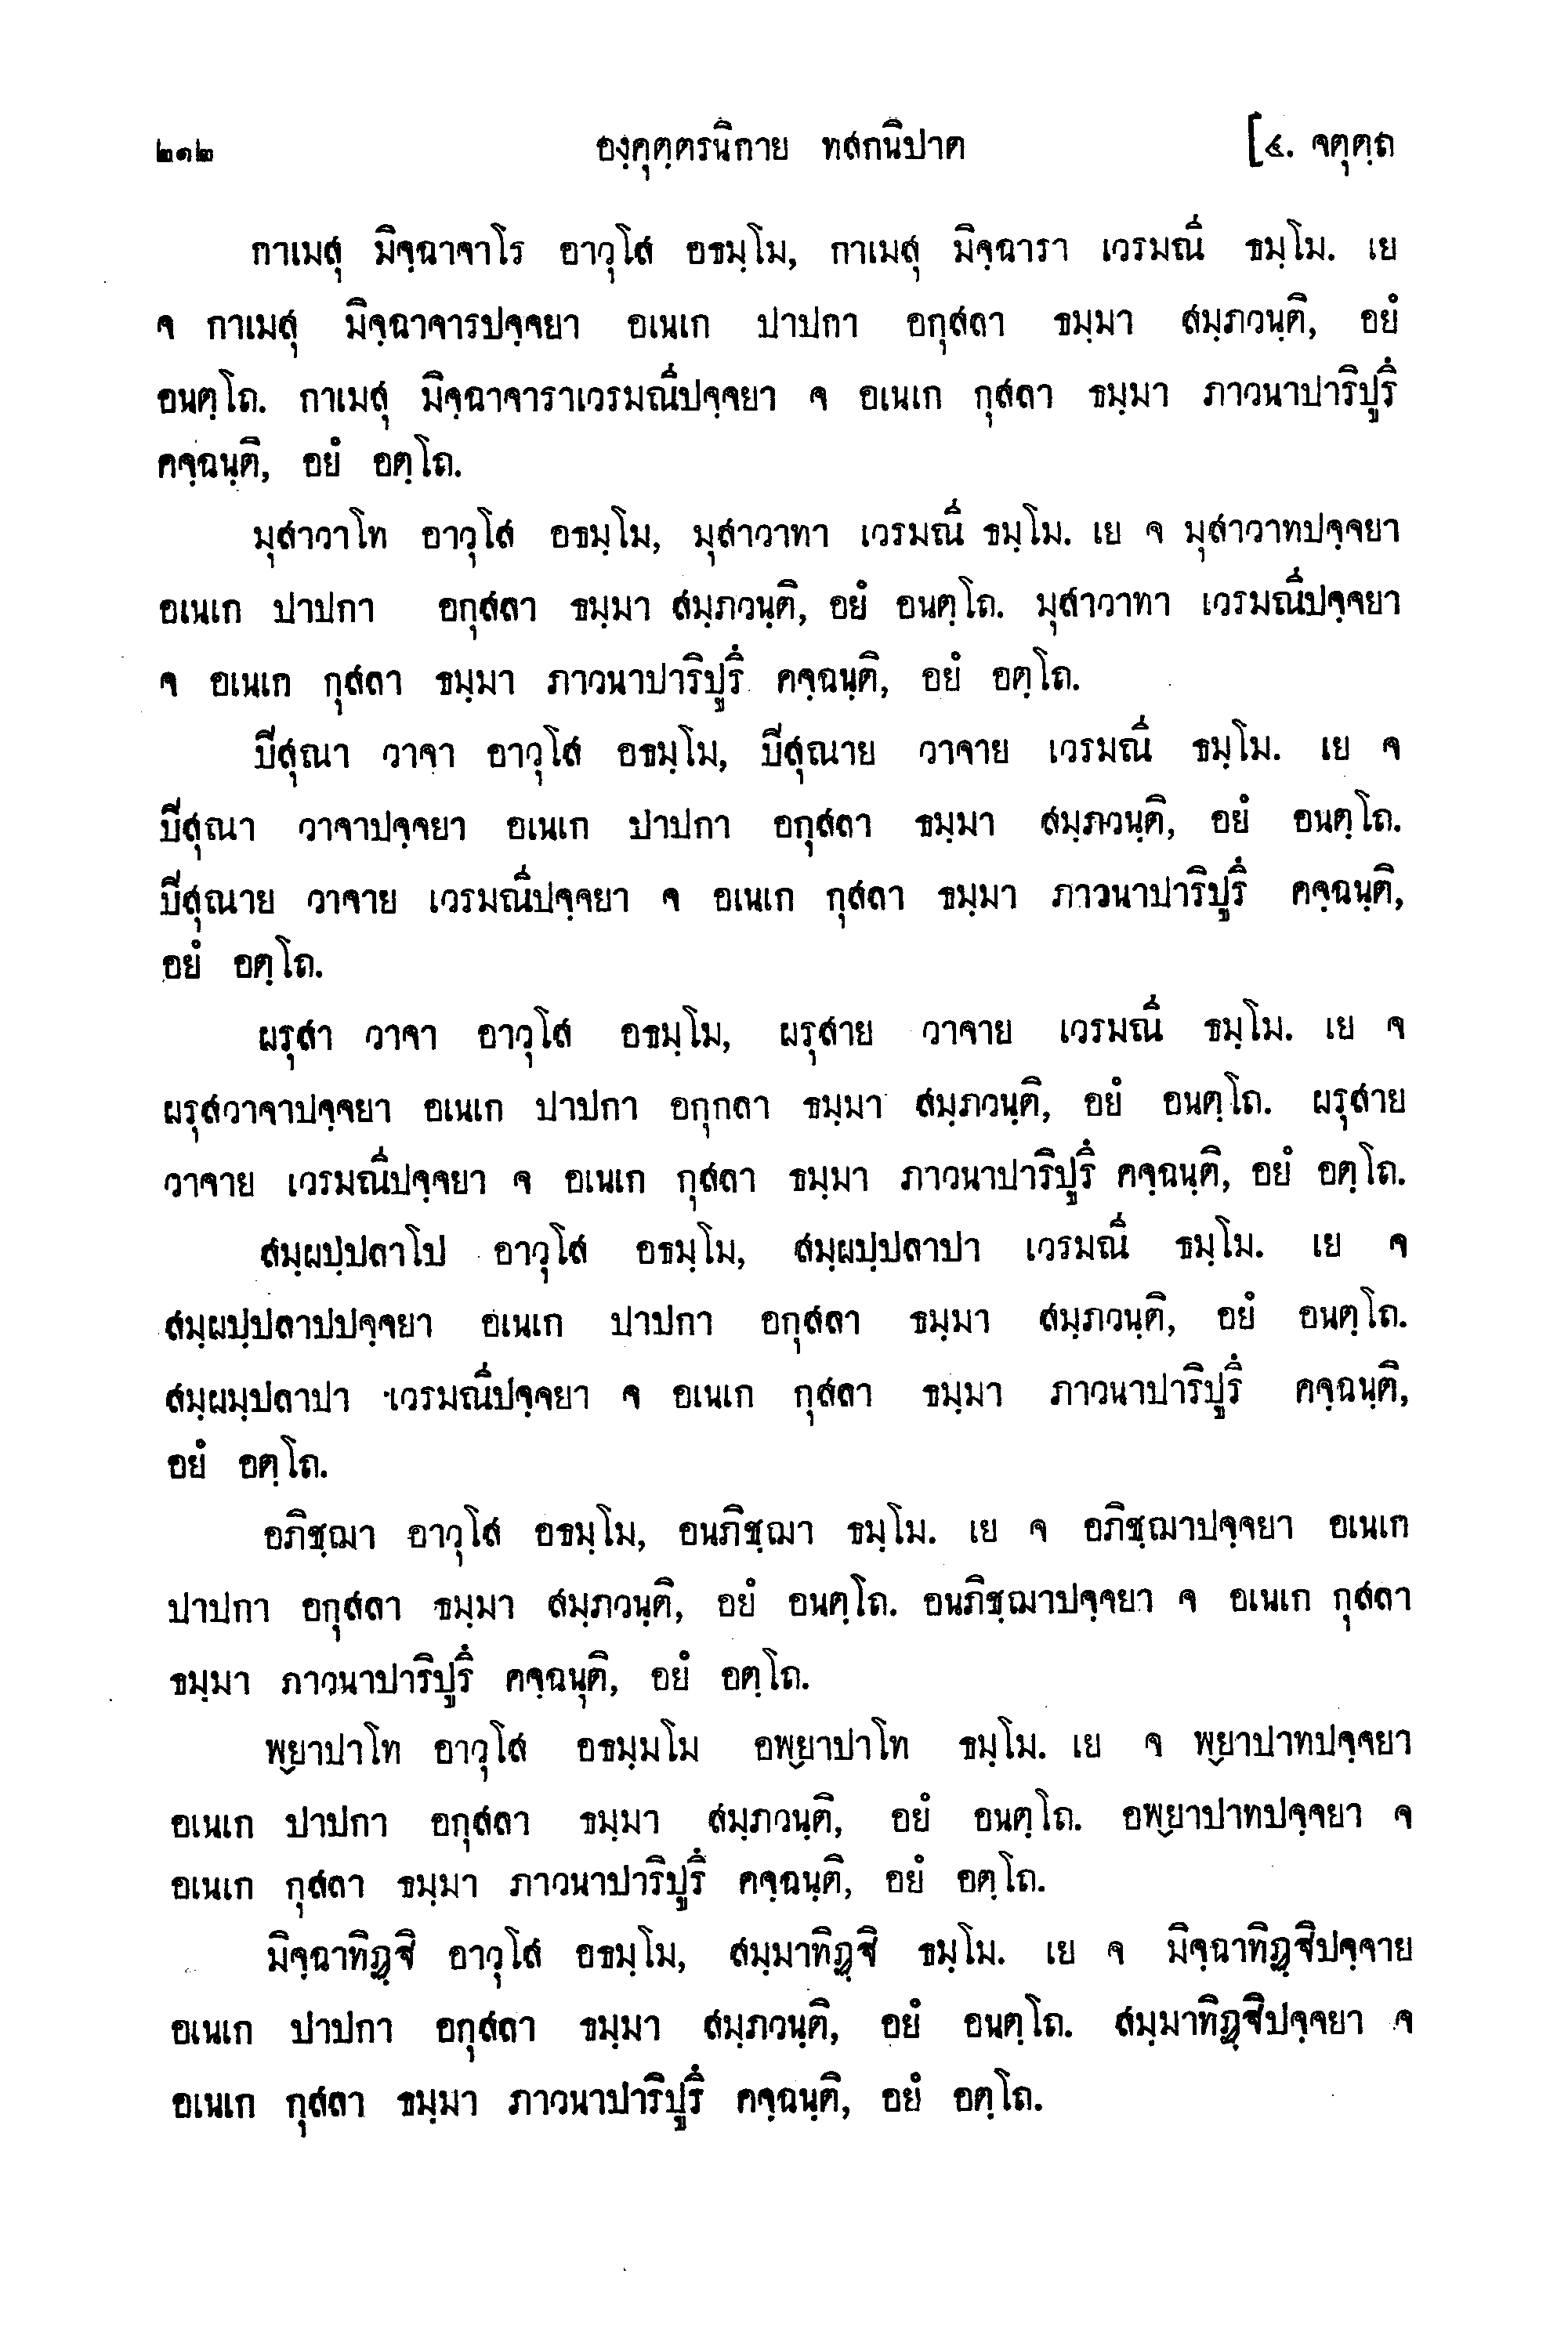 ๒๑๒ องฺคุตฺตรนิกาย ทสกนิปาต [๔. จตุตฺถ
กาเมสุ มิจฺฉาจาโร อาวุโส อธมฺโม, กาเมสุ มิจฺฉารา เวรมณี ธมฺโม. เย
จ กาเมสุ มิจฺฉาจารปจฺจยา อเนเก ปาปกา อกุสลา ธมฺมา สมฺภวนฺติ, อยํ
อนตฺโถ. กาเมสุ มิจฺฉาจาราเวรมณีปจฺจยา จ อเนเก กุสลา ธมฺมา ภาวนาปาริปูรึ
คจฺฉนฺติ, อยํ อตฺโถ.
มุสาวาโท อาวุโส อธมฺโม, มุสาวาทา เวรมณี ธมฺโม. เย จ มุสาวาทปจฺจยา
อเนเก ปาปกา อกุสลา ธมฺมา สมฺภวนฺติ, อยํ อนตฺโถ. มุสาวาทา เวรมณีปจฺจยา
จ อเนเก กุสลา ธมฺมา ภาวนาปาริปูรึ คจฺฉนฺติ, อยํ อตฺโถ.
ปิสุณา วาจา อาวุโส อธมฺโม, ปิสุณาย วาจาย เวรมณี ธมฺโม. เย จ
ปิสุณา วาจาปจฺจยา อเนเก ปาปกา อกุสลา ธมฺมา สมฺภวนฺติ, อยํ อนตฺโถ.
ปิสุณาย วาจาย เวรมณีปจฺจยา จ อเนเก กุสลา ธมฺมา ภาวนาปาริปูรึ คจฺฉนฺติ,
อยํ อตฺโถ.
ผรุสา วาจา อาวุโส อธมฺโม, ผรุสาย วาจาย เวรมณี ธมฺโม. เย จ
ผรุสวาจาปจฺจยา อเนเก ปาปกา อกุกลา ธมฺมา สมฺภวนฺติ, อยํ อนตฺโถ. ผรุสาย
วาจาย เวรมณีปจฺจยา จ อเนเก กุสลา ธมฺมา ภาวนาปาริปูรึ คจฺฉนฺติ, อยํ อตฺโถ.
สมฺผปฺปลาโป อาวุโส อธมฺโม, สมฺผปฺปลาปา เวรมณี ธมฺโม. เย จ
สมฺผปฺปลาปปจฺจยา อเนเก ปาปกา อกุสลา ธมฺมา สมฺภวนฺติ, อยํ อนตฺโถ.
สมฺผมฺปลาปา เวรมณีปจฺจยา จ อเนเก กุสลา ธมฺมา ภาวนาปาริปูรึ คจฺฉนฺติ,
อยํ อตฺโถ.
อภิชฺฌา อาวุโส อธมฺโม, อนภิชฺฌา ธมฺโม. เย จ อภิชฺฌาปจฺจยา อเนเก
ปาปกา อกุสลา ธมฺมา สมฺภวนฺติ, อยํ อนตฺโถ. อนภิชฺฌาปจฺจยา จ อเนเก กุสลา
ธมฺมา ภาวนาปาริปูรึ คจฺฉนุติ, อยํ อตฺโถ.
พฺยาปาโท อาวุโส อธมฺมโม อพฺยาปาโท ธมฺโม. เย จ พฺยาปาทปจฺจยา
อเนเก ปาปกา อกุสลา ธมฺมา สมฺภวนฺติ, อยํ อนตฺโถ. อพฺยาปาทปจฺจยา จ
อเนเก กุสลา ธมฺมา ภาวนาปาริปูรึ คจฺฉนฺติ, อยํ อตฺโถ.
มิจฺฉาทิฏฺฐิ อาวุโส อธมฺโม, สมฺมาทิฏฺฐิ ธมฺโม. เย จ มิจฺฉาทิฏฺฐิปจฺจาย
อเนเก ปาปกา อกุสลา ธมฺมา สมฺภวนฺติ, อยํ อนตฺโถ. สมฺมาทิฏฺฐิปจฺจยา จ
อเนเก กุสลา ธมฺมา ภาวนาปาริปูรึ คจฺฉนฺติ, อยํ อตฺโถ.